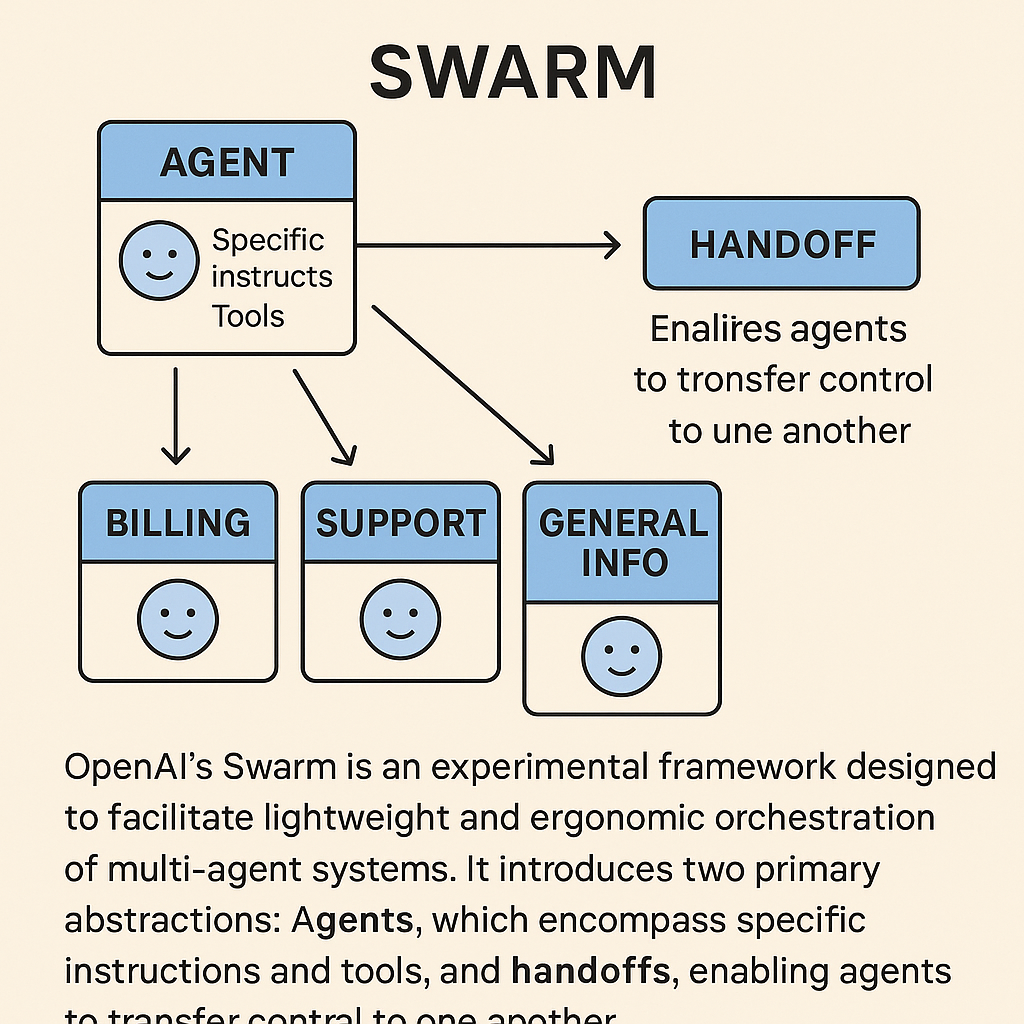 SWARM
AGENT
Specific
instructs
Tools
HANDOFF
Enalires agents
to tronsfer control
to une another
BILLING
SUPPORT
GENERAL
INFO
OpenAI’s Swarm is an experimental framework designed
to facilitate lightweight and ergonomic orchestration
of multi-agent systems. It introduces two primary
abstractions: Agents, which encompass specific
instructions and tools, and handoffs, enabling agents
to transfer control to one another